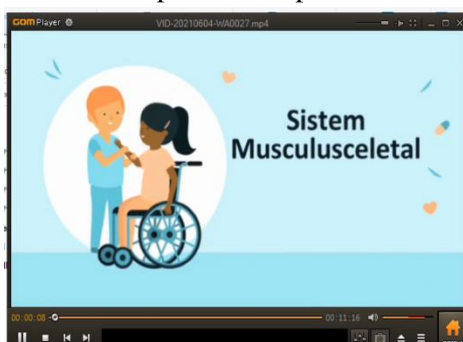 GOM Player
VID-20210604-WA0027.mp4
Sistem
Musculusceletal
00:00:08
00:11:16